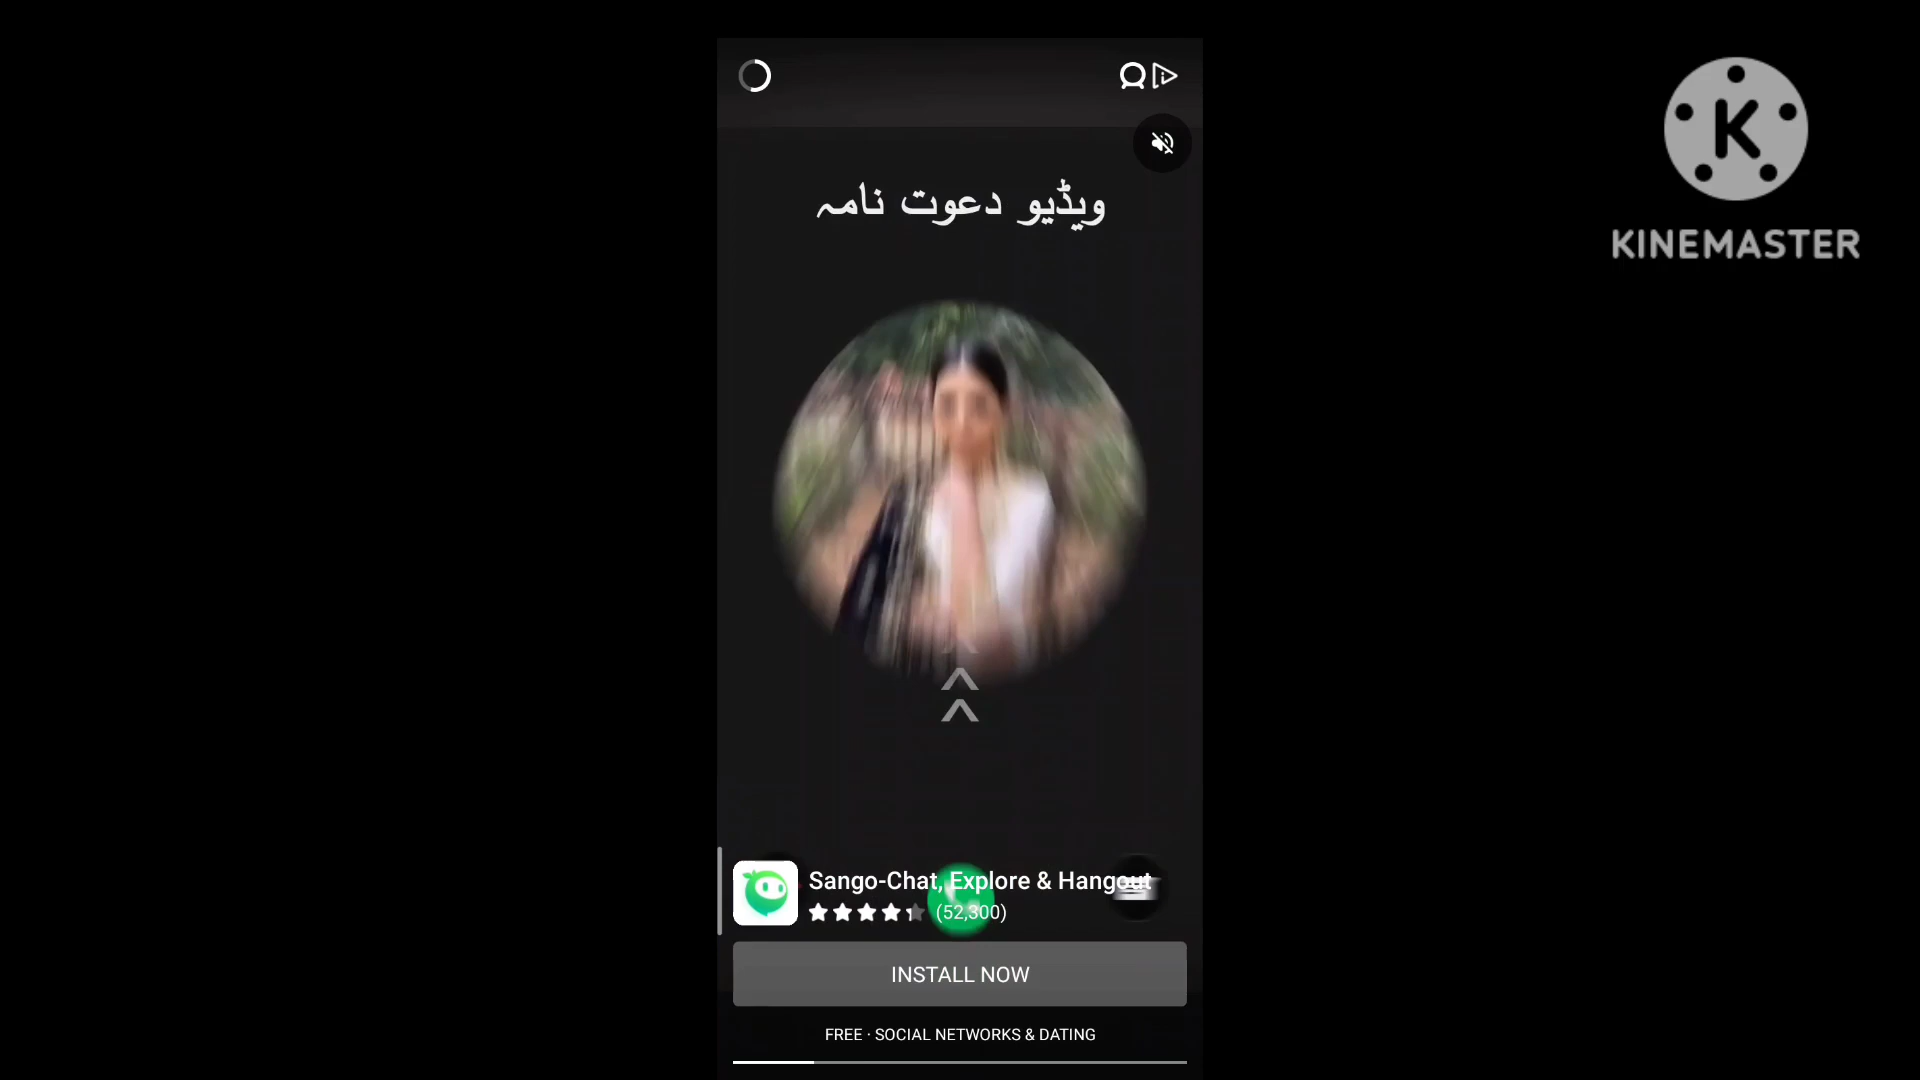 ویڈیو دعوت نامہ
K
KINEMASTER
Sango-Chat, Explore & Hangout
(52,300)
INSTALL NOW
FREE · SOCIAL NETWORKS & DATING